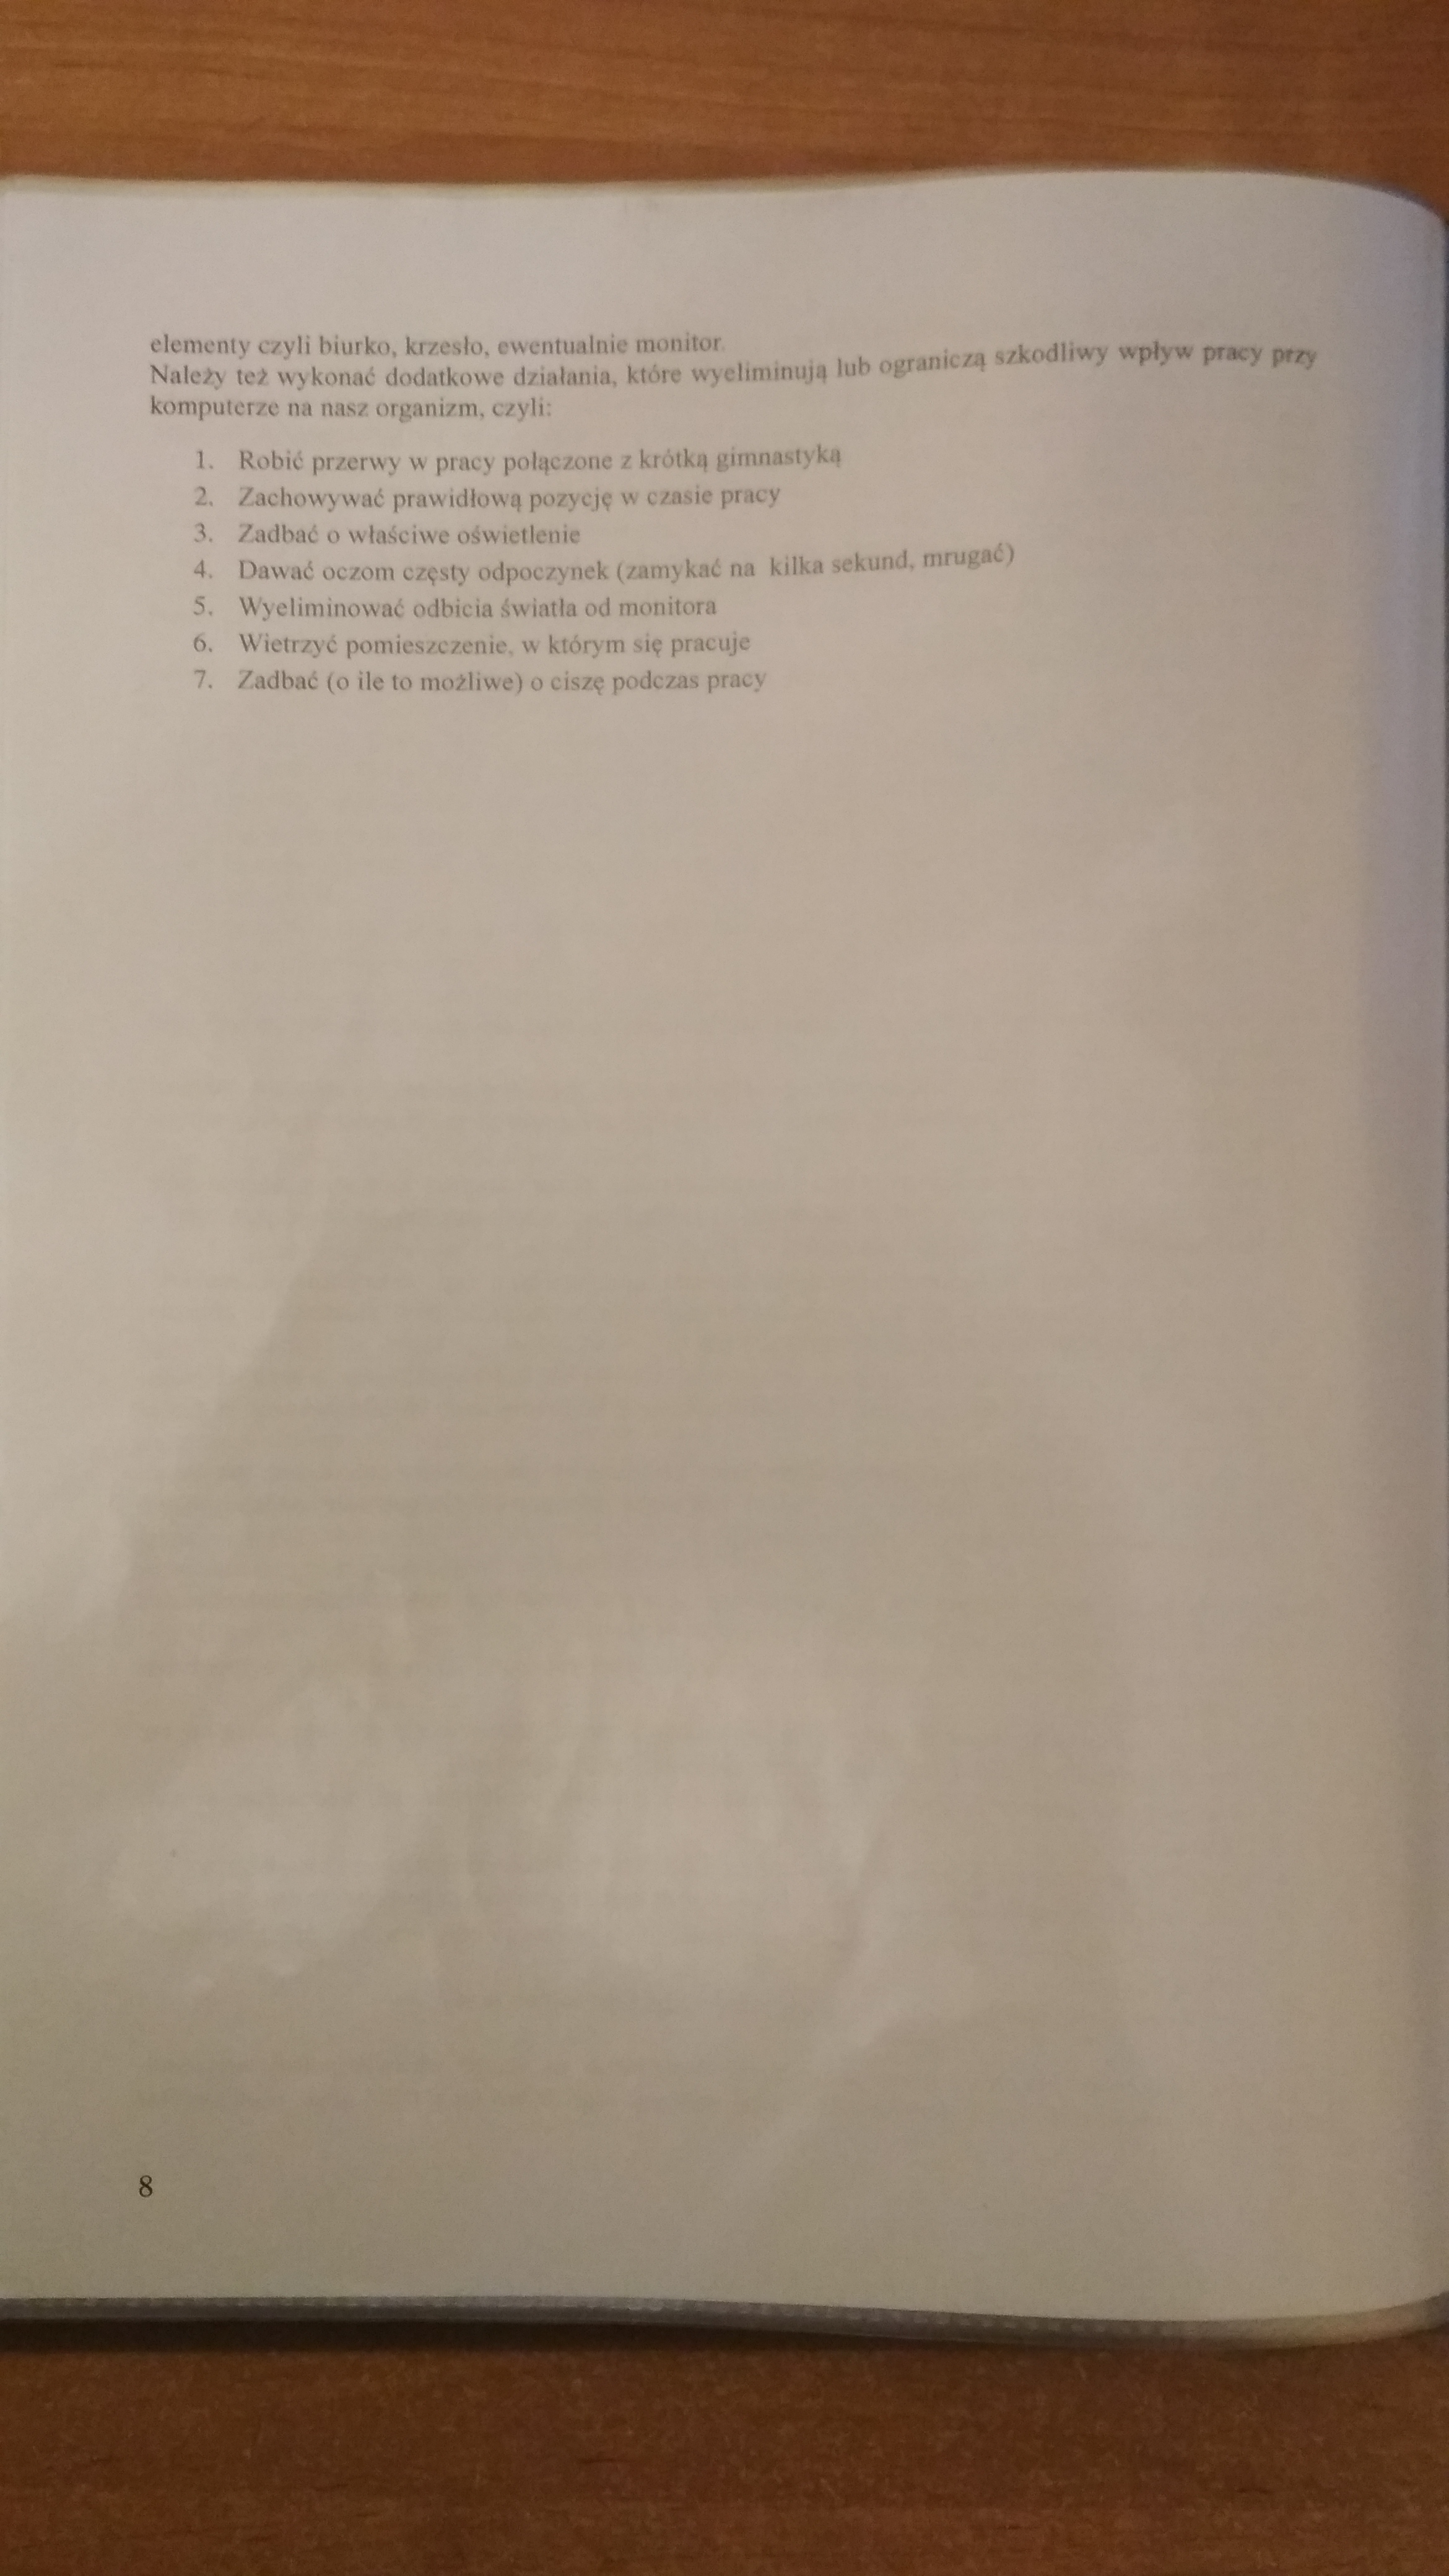 elementy czyli biurko, krzesło, ewentualnie monitor.
Należy też wykonać dodatkowe działania, które wyeliminują lub ograniczą szkodliwy wpływ pracy przy
komputerze na nasz organizm, czyli:
1. Robić przerwy w pracy połączone z krótką gimnastyką
2. Zachowywać prawidłową pozycję w czasie pracy
3. Zadbać o właściwe oświetlenie
4. Dawać oczom częsty odpoczynek (zamykać na kilka sekund, mrugać)
5. Wyeliminować odbicia światła od monitora
6. Wietrzyć pomieszczenie, w którym się pracuje
7. Zadbać (o ile to możliwe) o ciszę podczas pracy
8